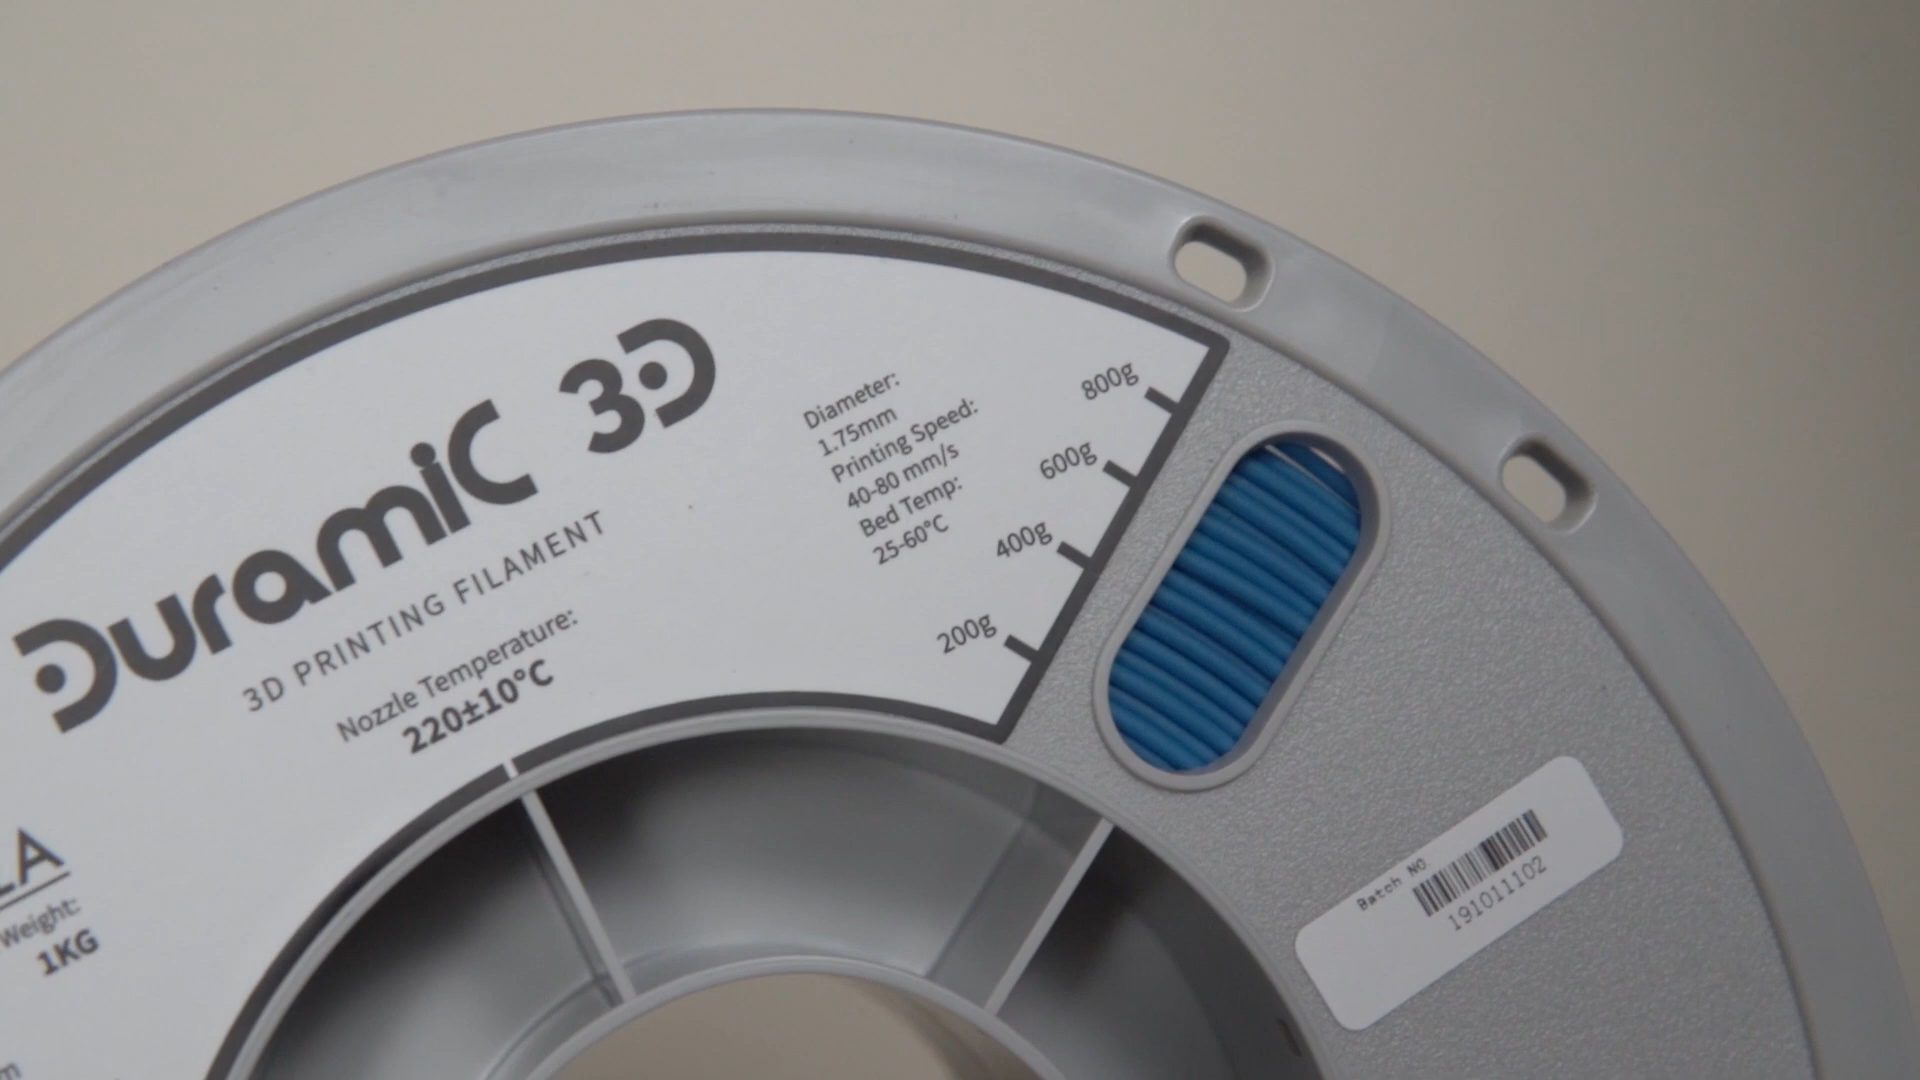 Duramic 3D
3D PRINTING FILAMENT
Nozzle Temperature:
220±10°C
Diameter:
1.75mm
Printing Speed:
40-80 mm/s
Bed Temp:
25-60°C
800g
600g
400g
200g
Weight:
1KG
Batch NO.
191011102